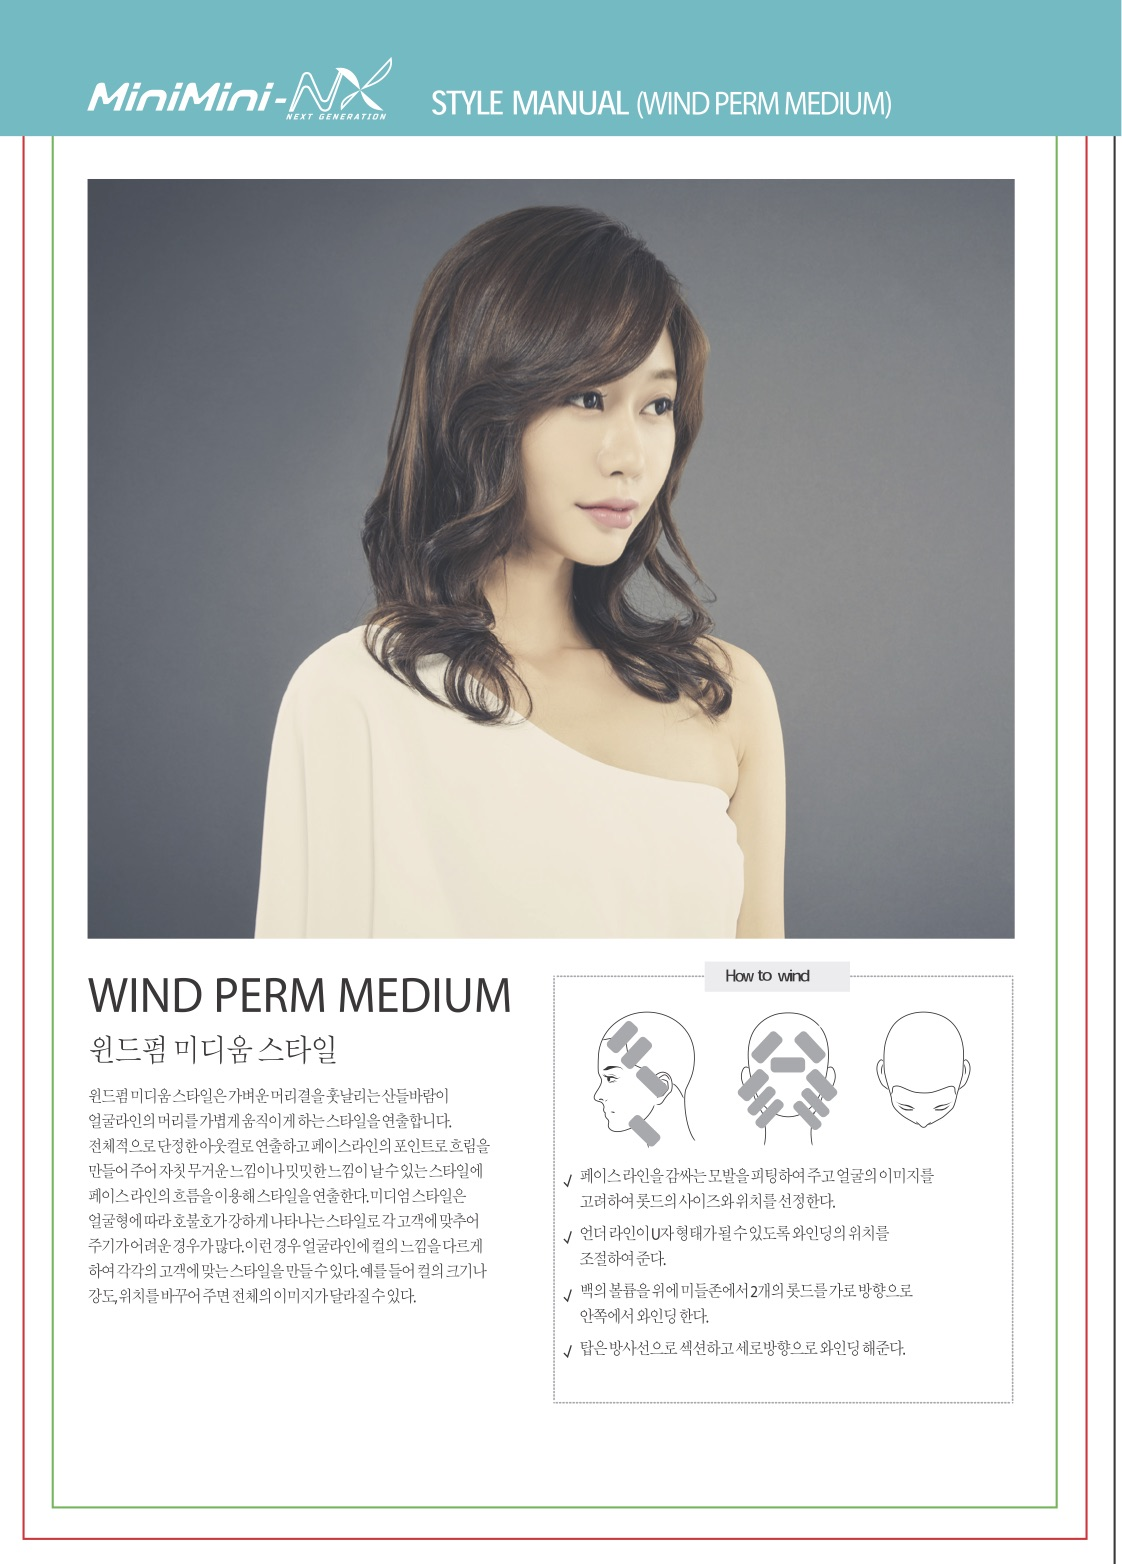 MiniMini-NX
NEXT GENERATION
STYLE MANUAL (WIND PERM MEDIUM)
WIND PERM MEDIUM
윈드펌 미디움 스타일
윈드펌 미디움 스타일은 가벼운 머리결을 훗날리는 산들바람이
얼굴라인의 머리를 가볍게 움직이게 하는 스타일을 연출합니다.
전체적으로 단정한 아웃컬로 연출하고 페이스라인의 포인트로 흐림을
만들어 주어 자칫 무거운 느낌이나 밋밋한 느낌이 날 수 있는 스타일에
페이스 라인의 흐름을 이용해 스타일을 연출한다. 미디엄 스타일은
얼굴형에 따라 호불호가 강하게 나타나는 스타일로 각 고객에 맞추어
주기가 어려운 경우가 많다. 이런 경우 얼굴라인에 컬의 느낌을 다르게
하여 각각의 고객에 맞는 스타일을 만들 수 있다. 예를 들어 컬의 크기나
강도, 위치를 바꾸어 주면 전체의 이미지가 달라질 수 있다.
How to wind
✓ 페이스 라인을 감싸는 모발을 피팅하여 주고 얼굴의 이미지를
고려하여 롯드의 사이즈와 위치를 선정한다.
✓ 언더 라인이 U자 형태가 될 수 있도록 와인딩의 위치를
조절하여 준다.
✓ 백의 볼륨을 위에 미들존에서 2개의 롯드를 가로 방향으로
안쪽에서 와인딩 한다.
✓ 탑은 방사선으로 섹션하고 세로방향으로 와인딩 해준다.